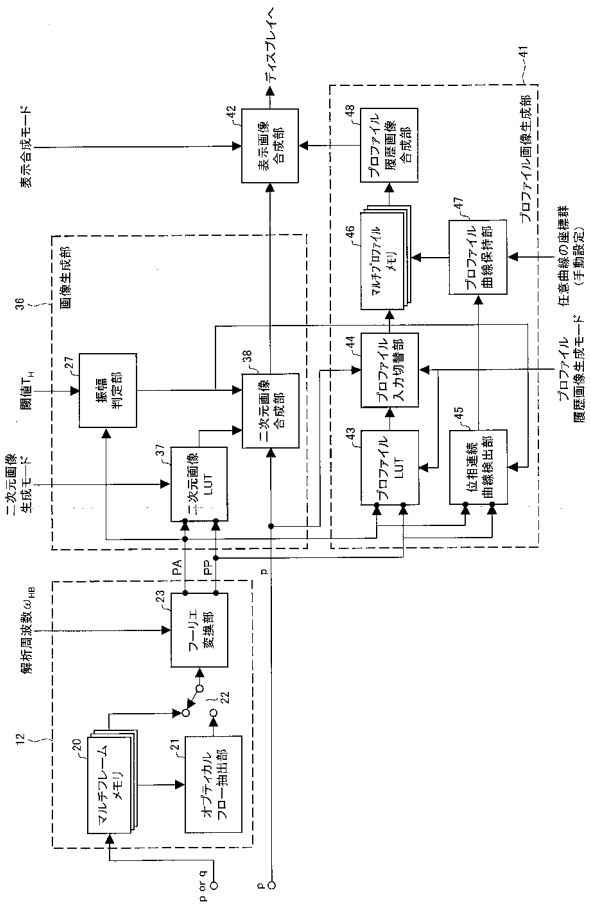 p or q
p
12
20
マルチフレーム
メモリ
21
オプティカル
フロー抽出部
22
解析周波数ωHB
23
フーリエ
変換部
PA
PP
p
二次元画像
生成モード
閾値TH
36
画像生成部
27
振幅
判定部
37
二次元画像
LUT
38
二次元画像
合成部
表示合成モード
42
表示画像
合成部
ディスプレイへ
41
プロファイル画像生成部
43
プロファイル
LUT
44
プロファイル
入力切替部
45
位相連続
曲線検出部
46
マルチプロファイル
メモリ
47
プロファイル
曲線保持部
48
プロファイル
履歴画像
合成部
プロファイル
履歴画像生成モード
任意曲線の座標群
(手動設定)